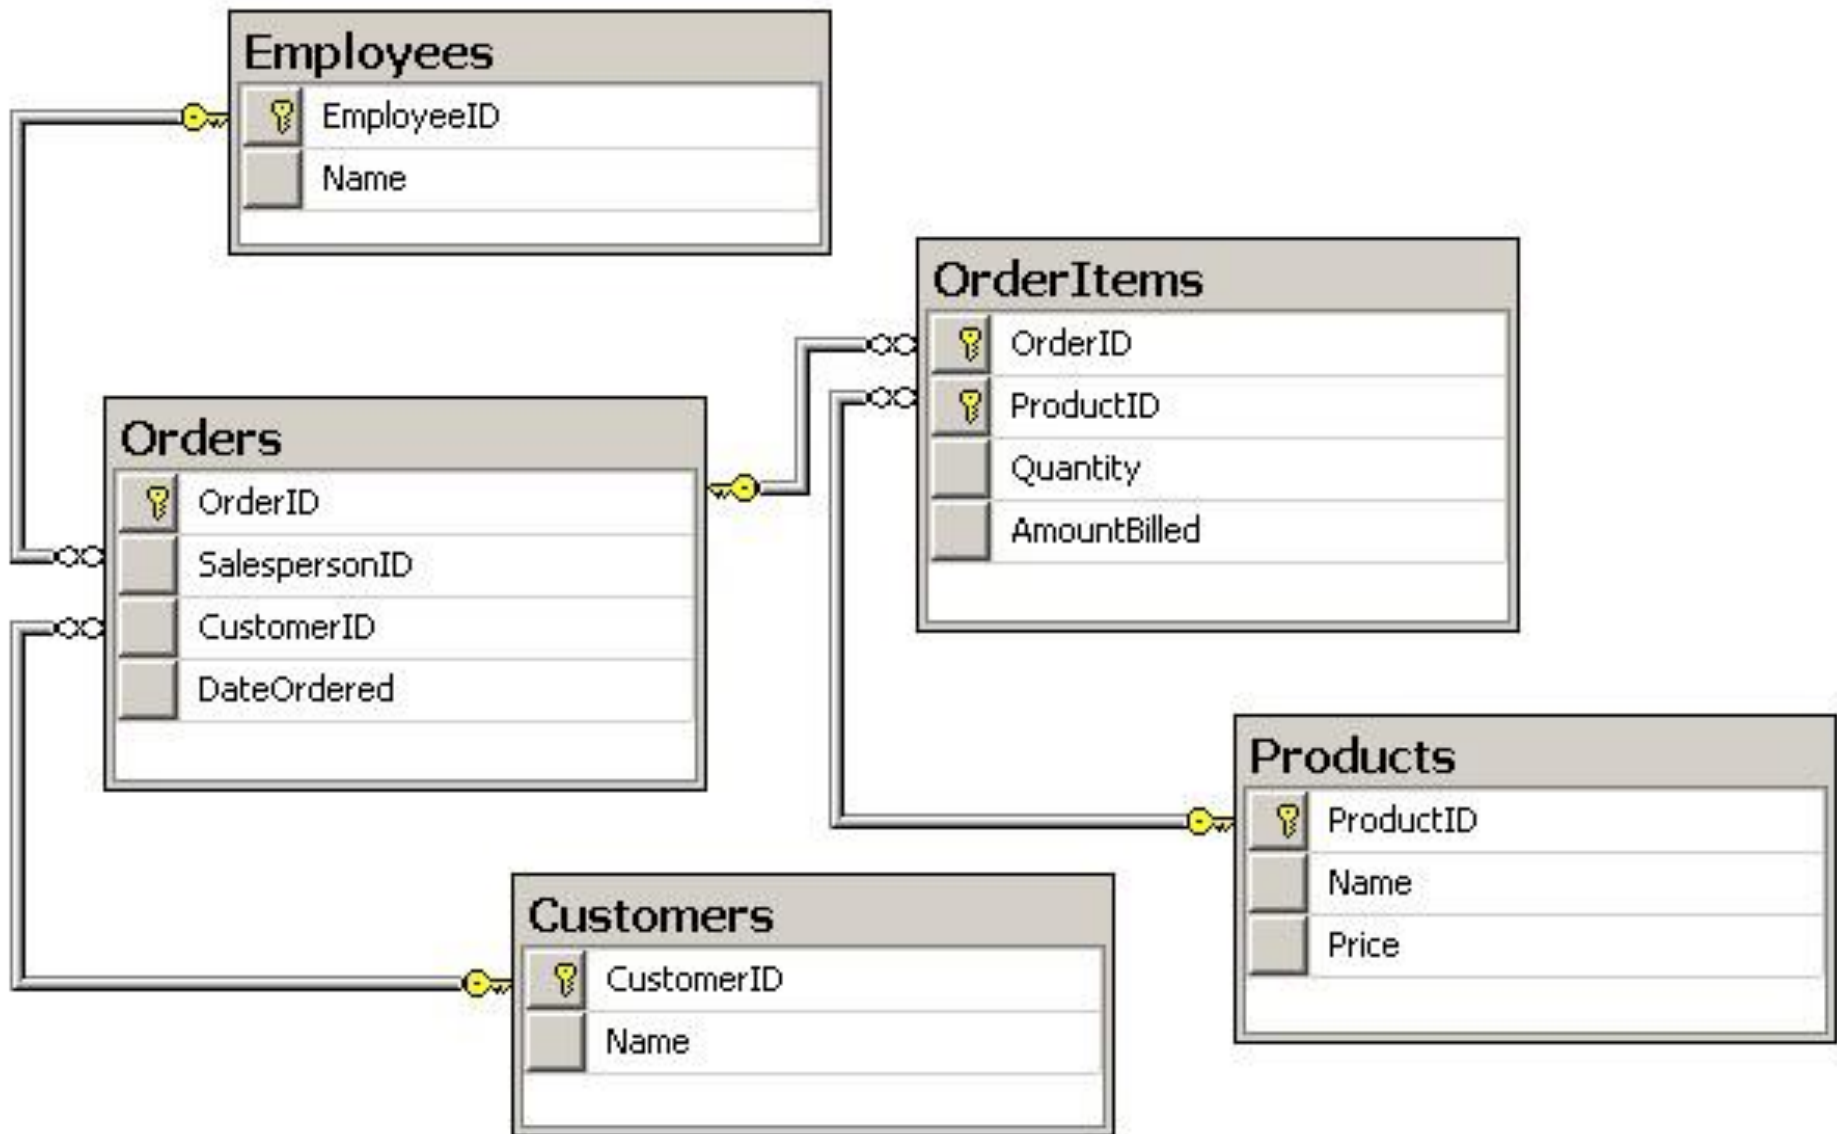 Employees
EmployeeID
Name
OrderItems
OrderID
ProductID
Quantity
AmountBilled
Orders
OrderID
SalespersonID
CustomerID
DateOrdered
Products
ProductID
Name
Price
Customers
CustomerID
Name